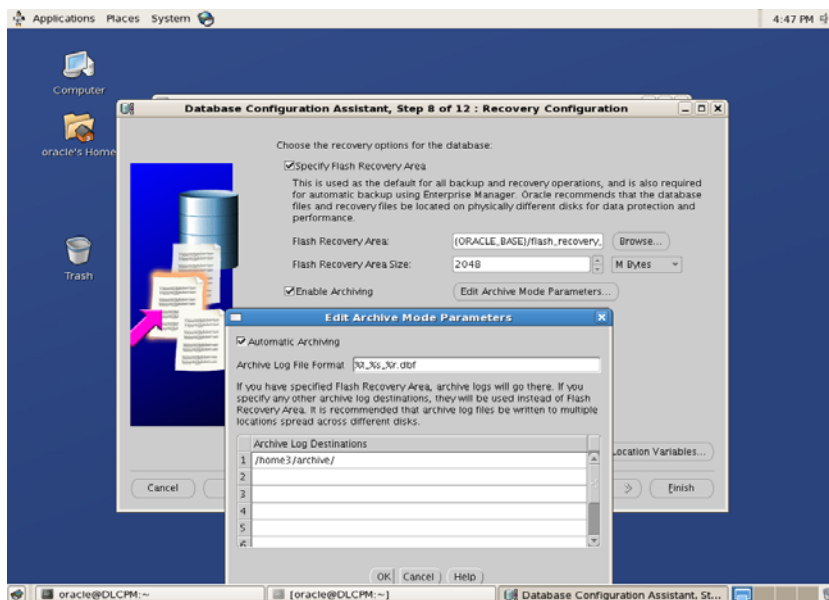 Applications Places System
4:47 PM
Computer
oracle's Home
Trash
Database Configuration Assistant, Step 8 of 12 : Recovery Configuration
Choose the recovery options for the database:
Specify Flash Recovery Area
This is used as the default for all backup and recovery operations, and is also required
for automatic backup using Enterprise Manager. Oracle recommends that the database
files and recovery files be located on physically different disks for data protection and
performance.
Flash Recovery Area: {ORACLE_BASE}/flash_recovery_ Browse...
Flash Recovery Area Size: 2048 M Bytes
Enable Archiving Edit Archive Mode Parameters...
Edit Archive Mode Parameters
Automatic Archiving
Archive Log File Format %t_%s_%r.dbf
If you have specified Flash Recovery Area, archive logs will go there. If you
specify any other archive log destinations, they will be used instead of Flash
Recovery Area. It is recommended that archive log files be written to multiple
locations spread across different disks.
Archive Log Destinations
1 /home3/archive/
2
3
4
5
6
Location Variables...
Cancel
Finish
OK Cancel Help
oracle@DLCPM:~
[oracle@DLCPM:~]
Database Configuration Assistant, St...